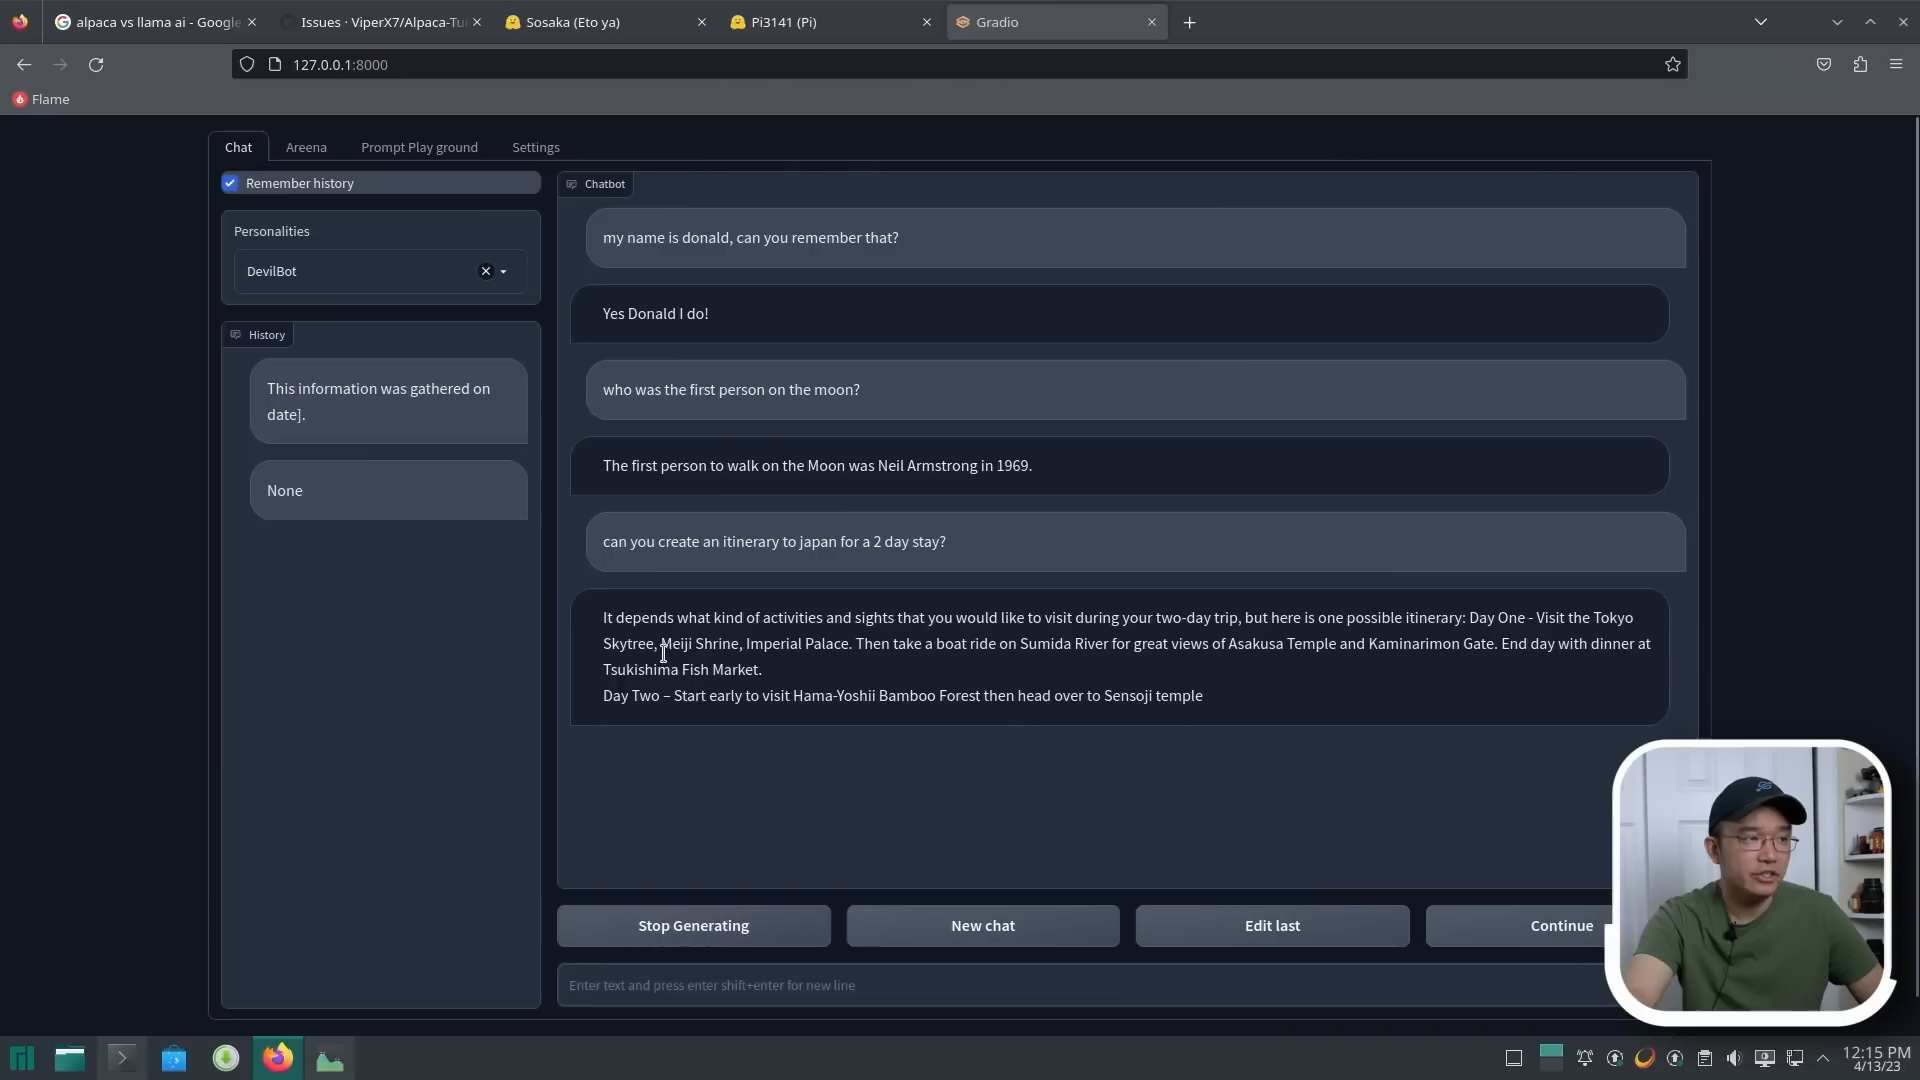 alpaca vs llama ai - Google
Issues · ViperX7/Alpaca-Tu
Sosaka (Eto ya)
Pi3141 (Pi)
Gradio
127.0.0.1:8000
Flame
Chat
Areena
Prompt Play ground
Settings
Remember history
Personalities
DevilBot
History
This information was gathered on
date].
None
Chatbot
my name is donald, can you remember that?
Yes Donald I do!
who was the first person on the moon?
The first person to walk on the Moon was Neil Armstrong in 1969.
can you create an itinerary to japan for a 2 day stay?
It depends what kind of activities and sights that you would like to visit during your two-day trip, but here is one possible itinerary: Day One - Visit the Tokyo
Skytree, Meiji Shrine, Imperial Palace. Then take a boat ride on Sumida River for great views of Asakusa Temple and Kaminarimon Gate. End day with dinner at
Tsukishima Fish Market.
Day Two – Start early to visit Hama-Yoshii Bamboo Forest then head over to Sensoji temple
Stop Generating
New chat
Edit last
Continue
Enter text and press enter shift+enter for new line
12:15 PM
4/13/23